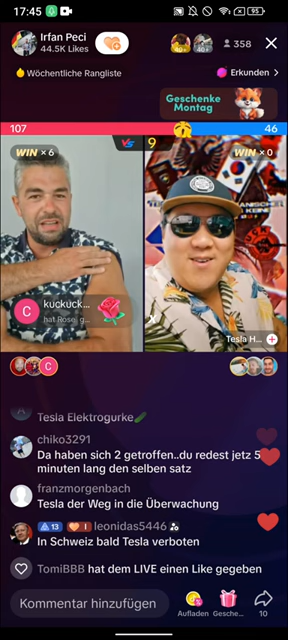 17:45
95
Irfan Peci
44.5K Likes
358
Wöchentliche Rangliste
Erkunden
Geschenke
Montag
107
46
WIN × 6
VS
9
WIN × 0
C
kuckuck...
hat Rose, g...
Tesla H...
C
Tesla Elektrogurke
chiko3291
Da haben sich 2 getroffen..du redest jetz 5
minuten lang den selben satz
franzmorgenbach
Tesla der Weg in die Überwachung
13 I leonidas5446
In Schweiz bald Tesla verboten
TomiBBB hat dem LIVE einen Like gegeben
Kommentar hinzufügen
Aufladen
Gesche...
10